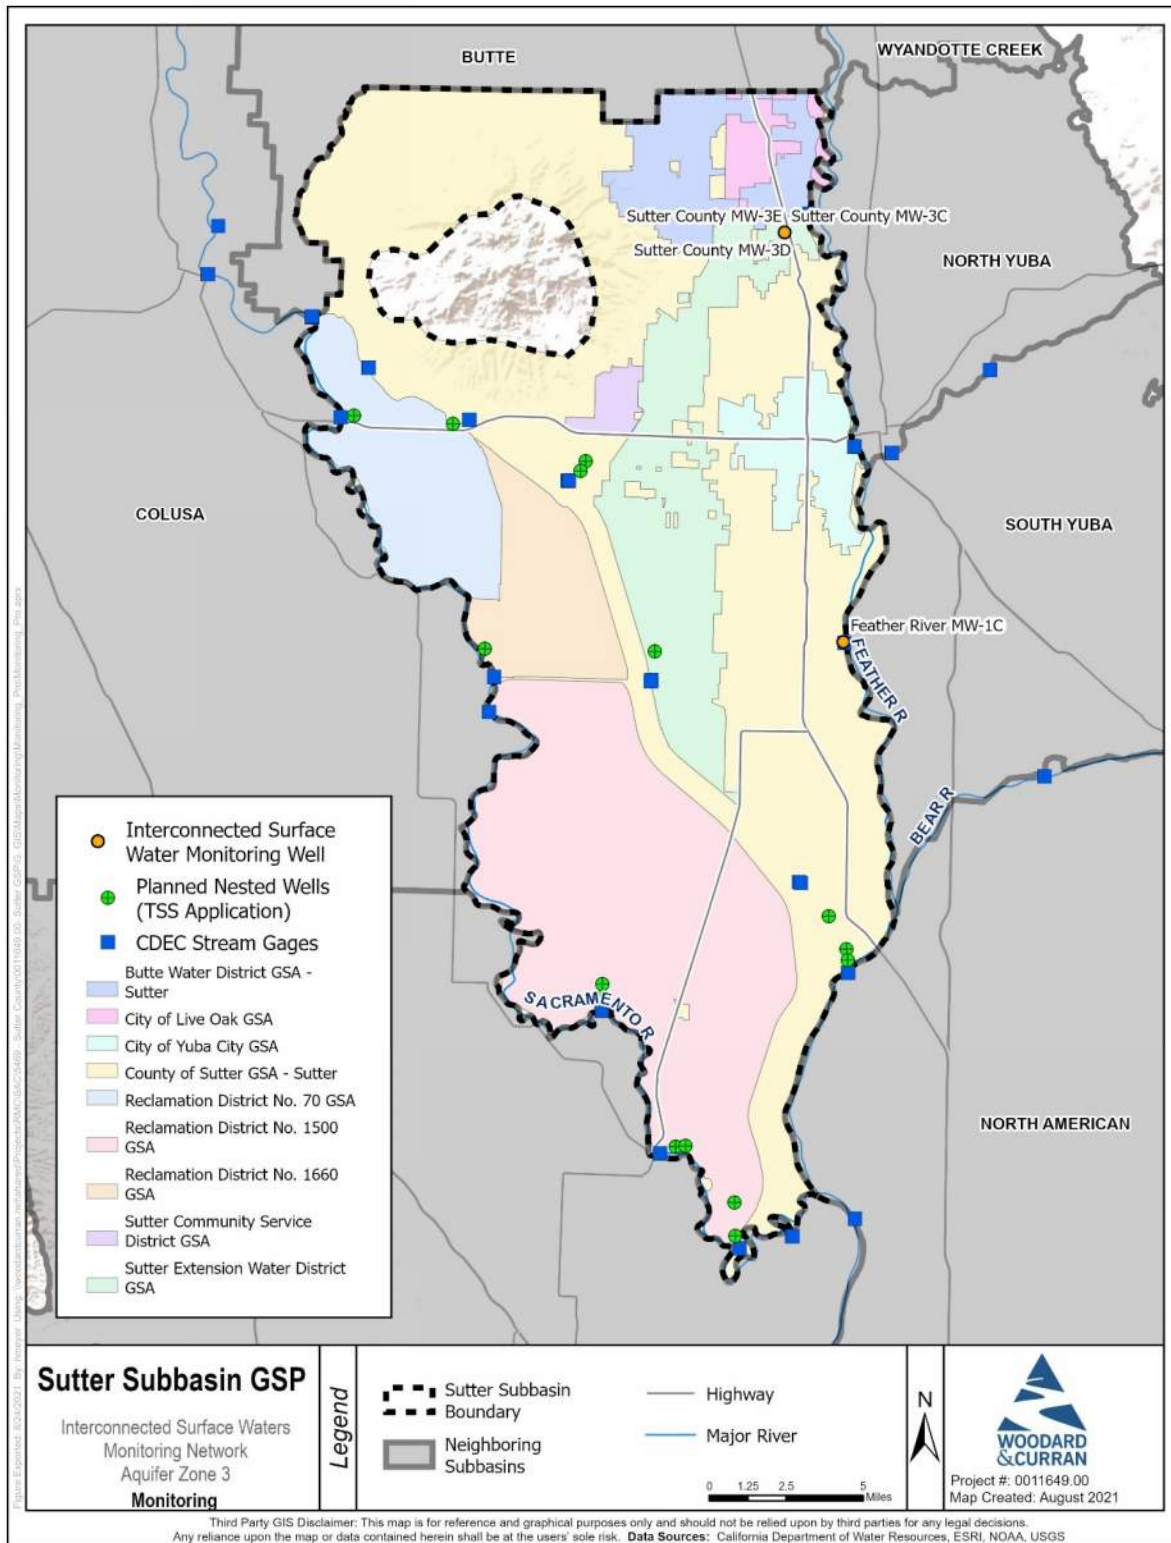 BUTTE
WYANDOTTE CREEK
Sutter County MW-3E
Sutter County MW-3C
Sutter County MW-3D
NORTH YUBA
COLUSA
SOUTH YUBA
Feather River MW-1C
FEATHER R
BEAR R
SACRAMENTO R
NORTH AMERICAN
Interconnected Surface
Water Monitoring Well
Planned Nested Wells
(TSS Application)
CDEC Stream Gages
Butte Water District GSA -
Sutter
City of Live Oak GSA
City of Yuba City GSA
County of Sutter GSA - Sutter
Reclamation District No. 70 GSA
Reclamation District No. 1500
GSA
Reclamation District No. 1660
GSA
Sutter Community Service
District GSA
Sutter Extension Water District
GSA
Sutter Subbasin GSP
Interconnected Surface Waters
Monitoring Network
Aquifer Zone 3
Monitoring
Legend
Sutter Subbasin
Boundary
Neighboring
Subbasins
Highway
Major River
N
0 1.25 2.5 5
Miles
WOODARD
&CURRAN
Project #: 0011649.00
Map Created: August 2021
Third Party GIS Disclaimer: This map is for reference and graphical purposes only and should not be relied upon by third parties for any legal decisions.
Any reliance upon the map or data contained herein shall be at the users' sole risk. Data Sources: California Department of Water Resources, ESRI, NOAA, USGS